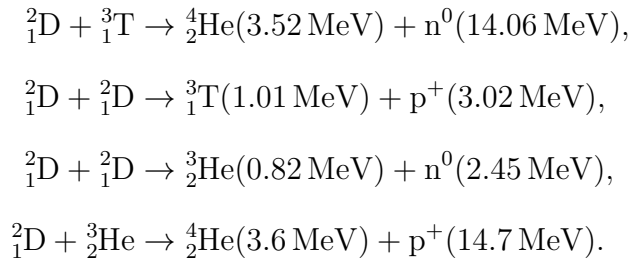 ²₁D + ³₁T → ⁴₂He(3.52 MeV) + n⁰(14.06 MeV),
²₁D + ²₁D → ³₁T(1.01 MeV) + p⁺(3.02 MeV),
²₁D + ²₁D → ³₂He(0.82 MeV) + n⁰(2.45 MeV),
²₁D + ³₂He → ⁴₂He(3.6 MeV) + p⁺(14.7 MeV).